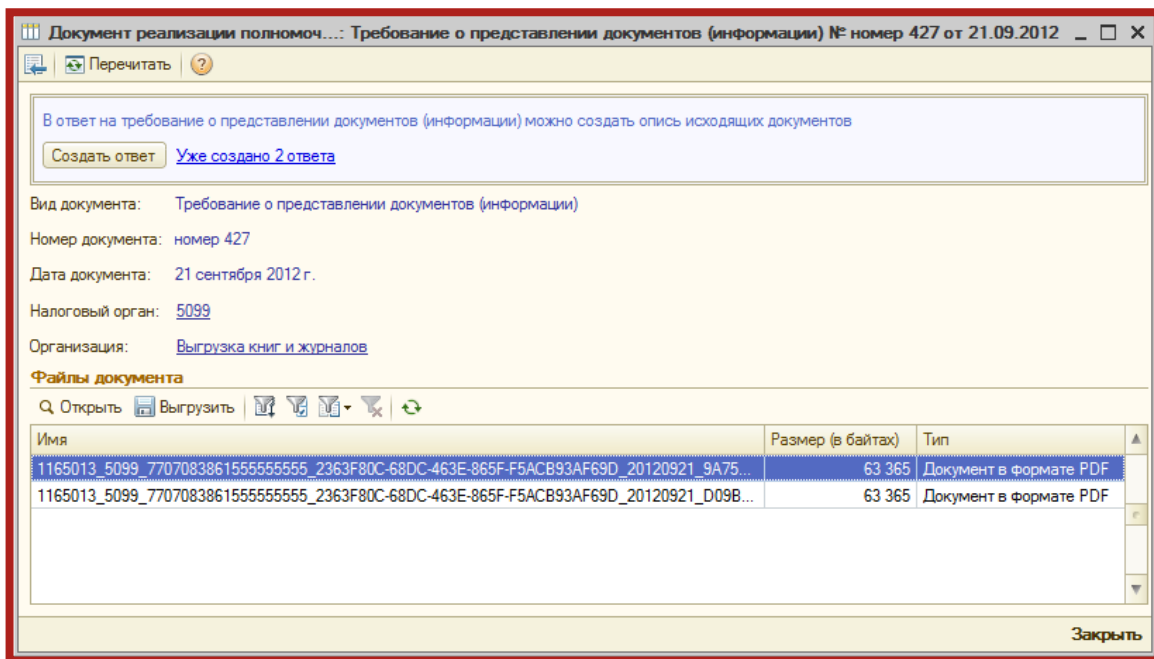 Документ реализации полномоч...: Требование о представлении документов (информации) № номер 427 от 21.09.2012
Перечитать
В ответ на требование о представлении документов (информации) можно создать опись исходящих документов
Создать ответ Уже создано 2 ответа
Вид документа: Требование о представлении документов (информации)
Номер документа: номер 427
Дата документа: 21 сентября 2012 г.
Налоговый орган: 5099
Организация: Выгрузка книг и журналов
Файлы документа
Открыть Выгрузить
Имя Размер (в байтах) Тип
1165013_5099_7707083861555555555_2363F80C-68DC-463E-865F-F5ACB93AF69D_20120921_9A75... 63 365 Документ в формате PDF
1165013_5099_7707083861555555555_2363F80C-68DC-463E-865F-F5ACB93AF69D_20120921_D09B... 63 365 Документ в формате PDF
Закрыть